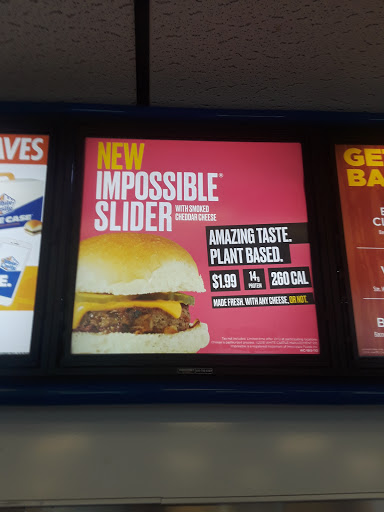 AVES
CASE
E.
NEW
IMPOSSIBLE®
SLIDER
WITH SMOKED
CHEDDAR CHEESE
AMAZING TASTE.
PLANT BASED.
$1.99
14g
PROTEIN
260 CAL
MADE FRESH. WITH ANY CHEESE, OR NOT.
GE
BA